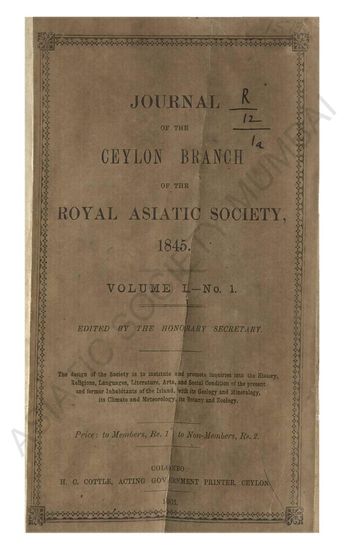 JOURNAL
R
12
1a
OF THE
CEYLON BRANCH
OF THE
ROYAL ASIATIC SOCIETY,
1845.
VOLUME I.—No. 1.
EDITED BY THE HONORARY SECRETARY.
The design of the Society is to institute and promote inquiries into the History,
Religions, Languages, Literature, Arts, and Social Condition of the present
and former Inhabitants of the Island, with its Geology and Mineralogy,
its Climate and Meteorology, its Botany and Zoology.
Price: to Members, Re. 1 to Non-Members, Rs. 2.
COLOMBO
H. C. COTTLE, ACTING GOVERNMENT PRINTER, CEYLON.
ASIATIC SOCIETY MUMBAI